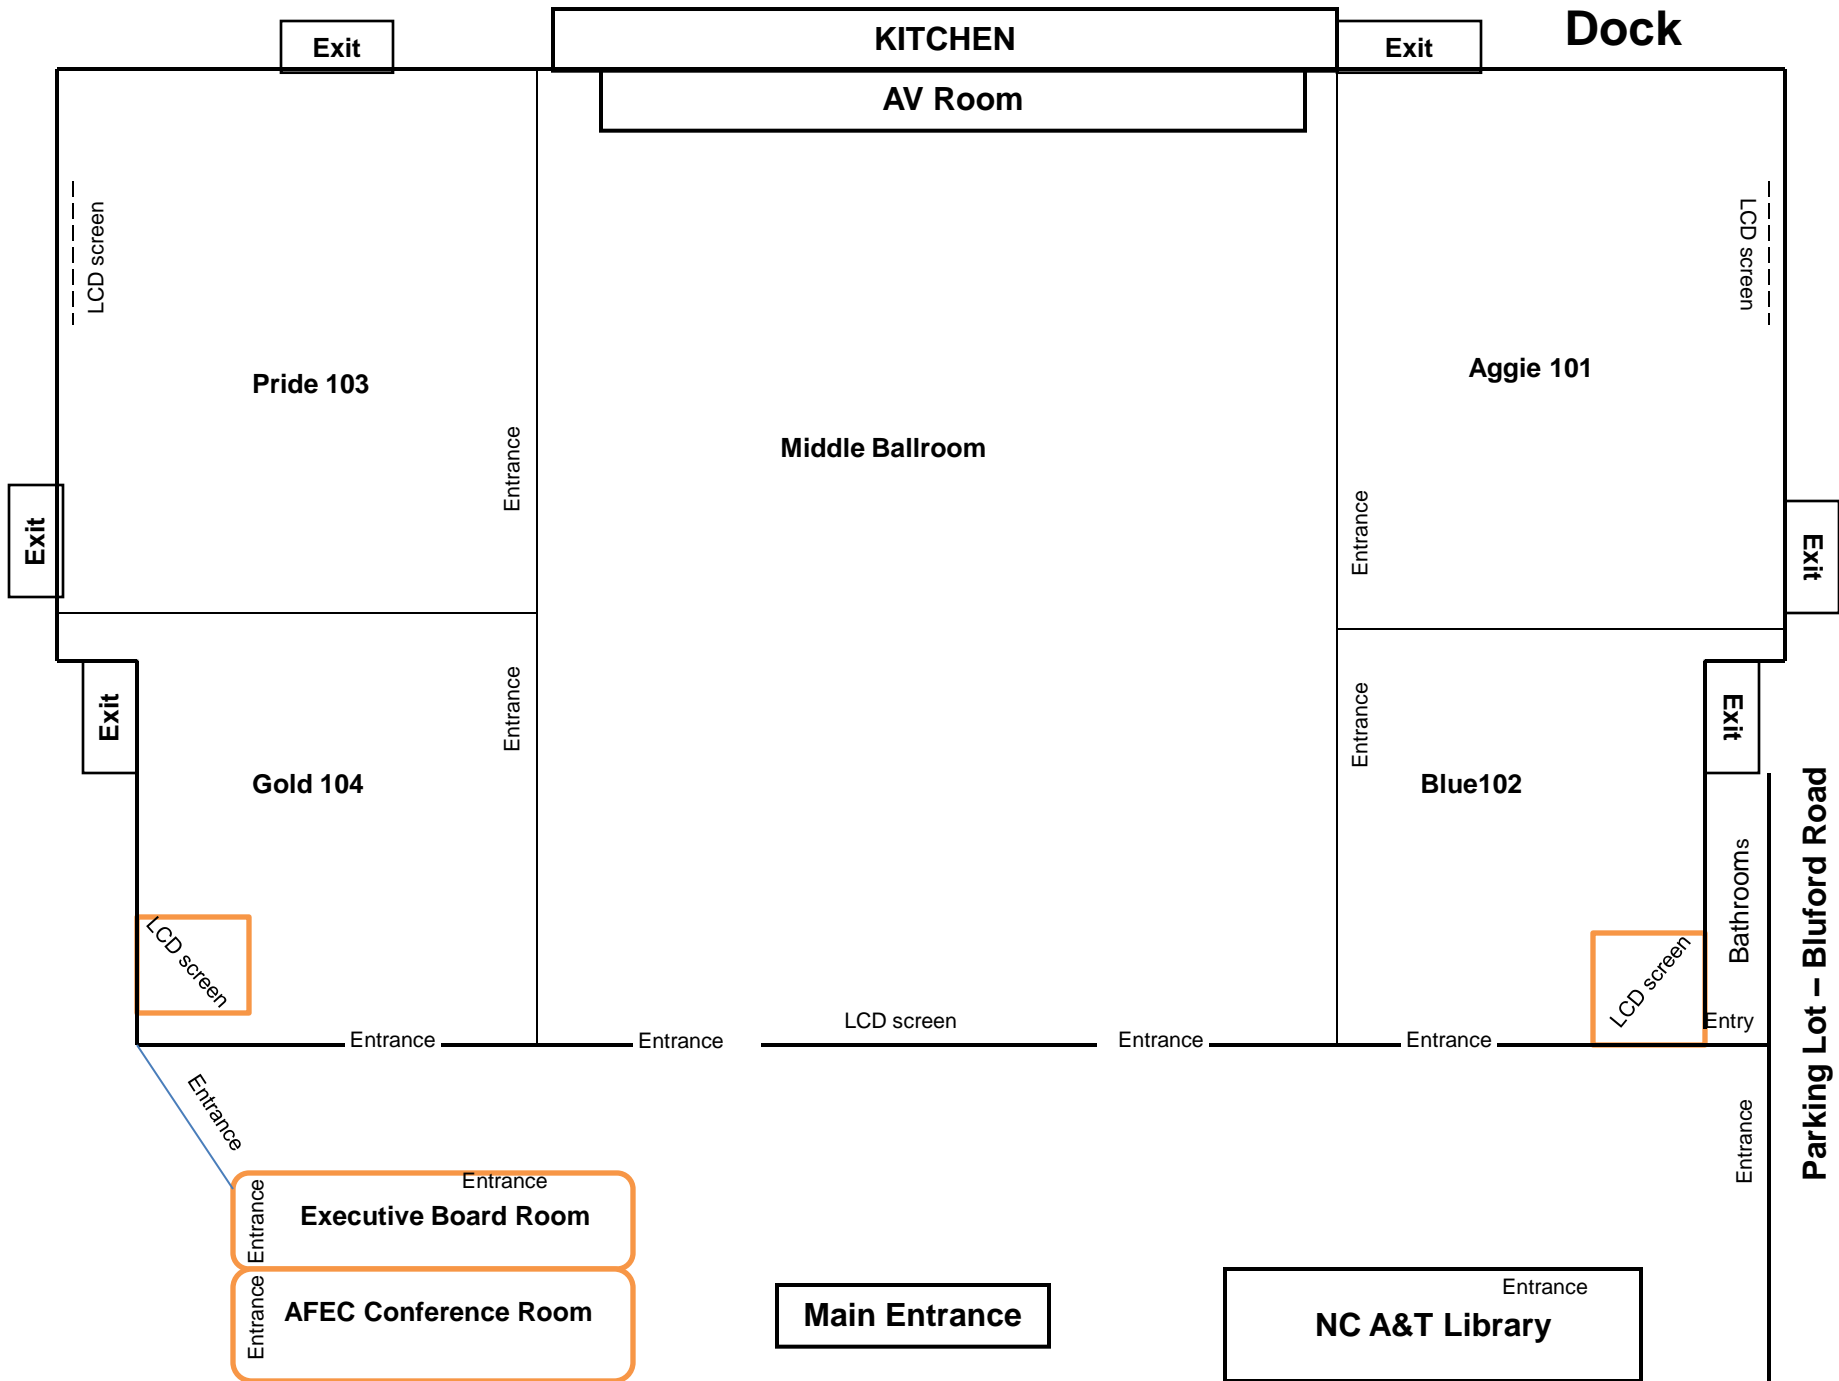 Dock
KITCHEN
Exit
Exit
AV Room
LCD screen
LCD screen
Pride 103
Aggie 101
Middle Ballroom
Entrance
Entrance
Exit
Exit
Entrance
Entrance
Exit
Exit
Gold 104
Blue102
Bathrooms
Parking Lot – Bluford Road
LCD screen
LCD screen
LCD screen
Entry
Entrance
Entrance
Entrance
Entrance
Entrance
Entrance
Entrance
Entrance
Executive Board Room
Entrance
AFEC Conference Room
Main Entrance
Entrance
NC A&T Library